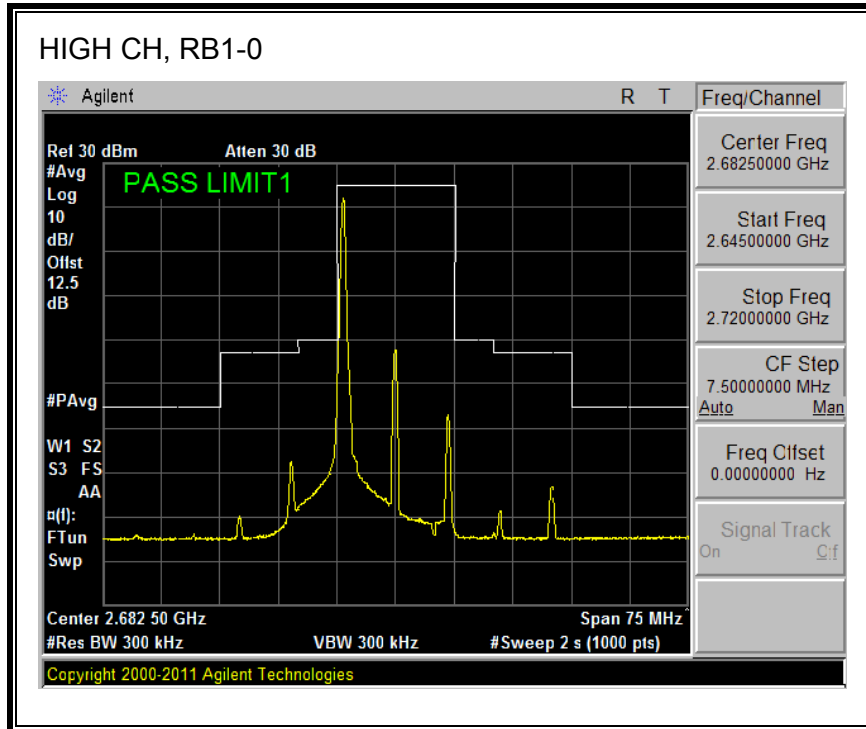 HIGH CH, RB1-0
Agilent R T
Freq/Channel
Ref 30 dBm Atten 30 dB
#Avg
Log
10
dB/
Offst
12.5
dB
PASS LIMIT1
#PAvg
W1 S2
S3 FS
AA
¤(f):
FTun
Swp
Center 2.682 50 GHz Span 75 MHz
#Res BW 300 kHz VBW 300 kHz #Sweep 2 s (1000 pts)
Copyright 2000-2011 Agilent Technologies
Center Freq
2.68250000 GHz
Start Freq
2.64500000 GHz
Stop Freq
2.72000000 GHz
CF Step
7.50000000 MHz
Auto Man
Freq Offset
0.00000000 Hz
Signal Track
On Off